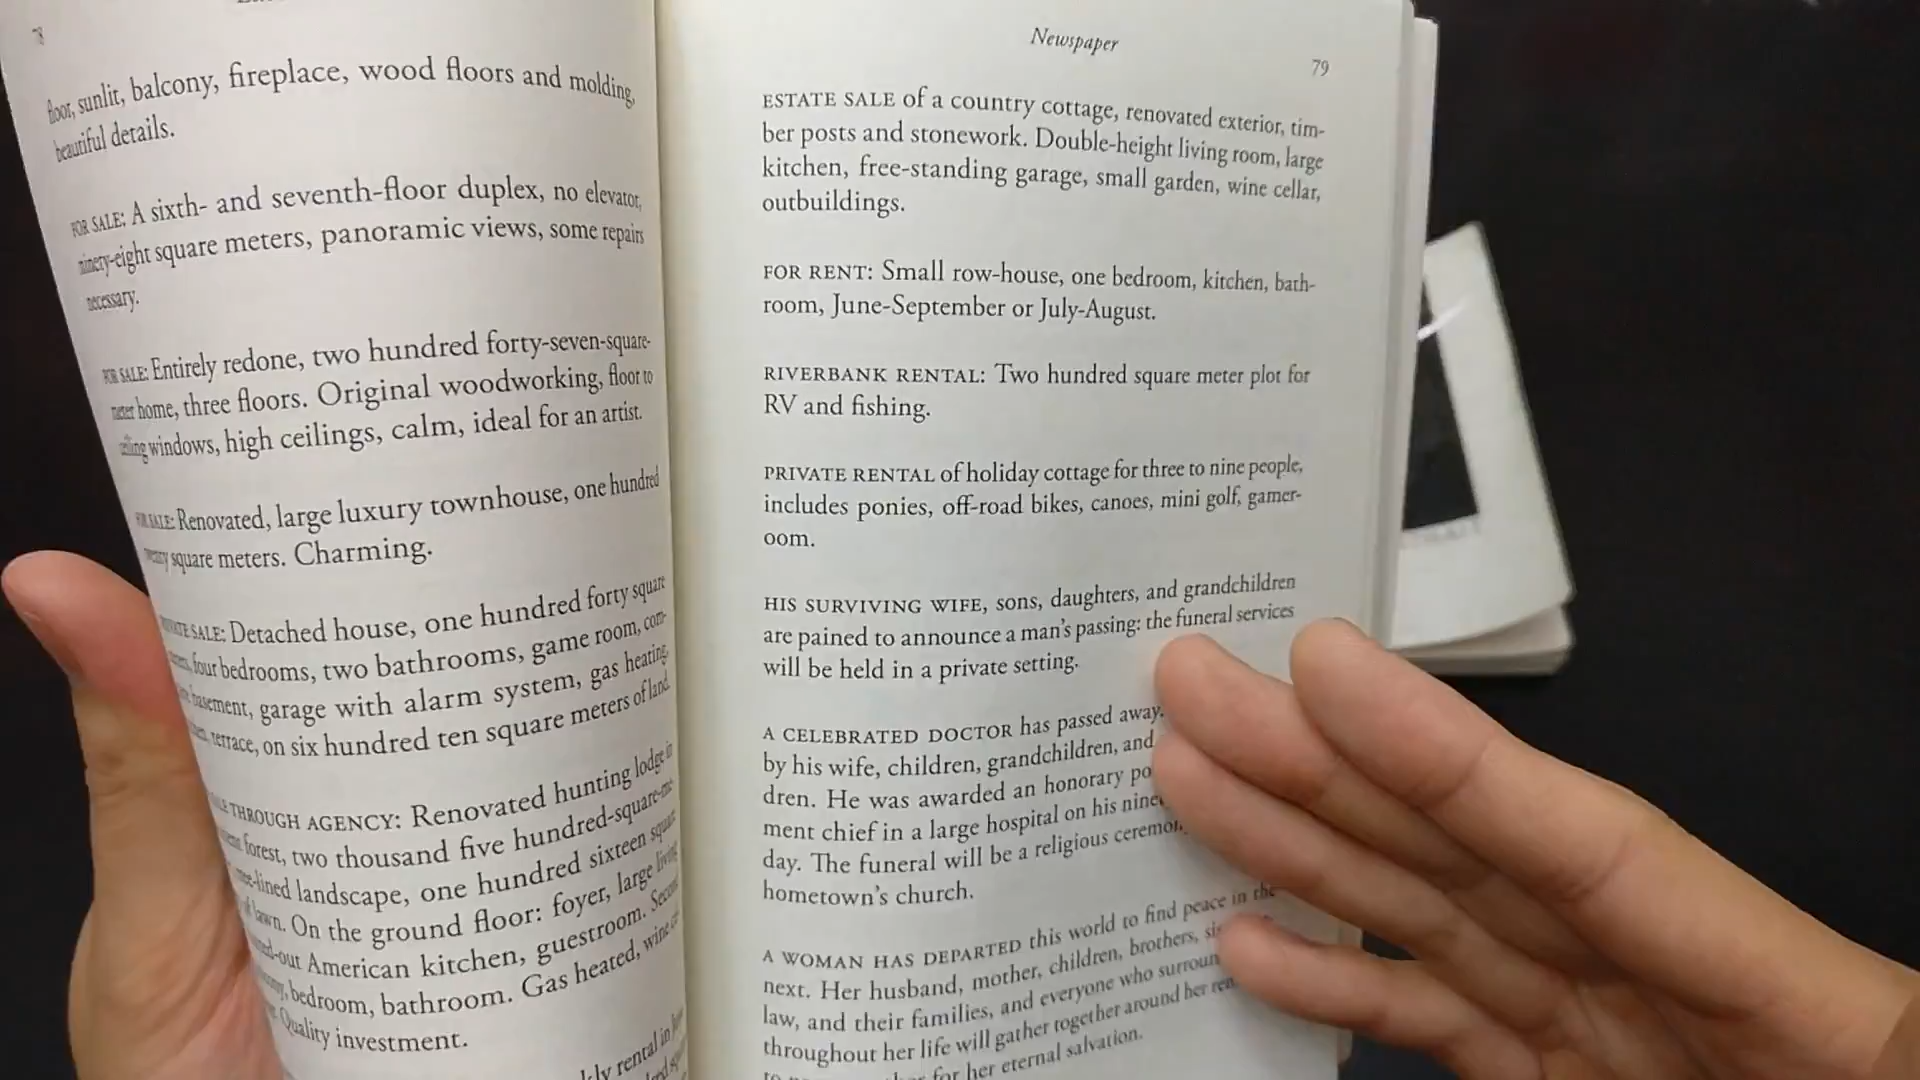 78
floor, sunlit, balcony, fireplace, wood floors and molding,
beautiful details.
FOR SALE: A sixth- and seventh-floor duplex, no elevator,
ninety-eight square meters, panoramic views, some repairs
necessary.
FOR SALE: Entirely redone, two hundred forty-seven-square-
meter home, three floors. Original woodworking, floor to
ceiling windows, high ceilings, calm, ideal for an artist.
FOR SALE: Renovated, large luxury townhouse, one hundred
square meters. Charming.
PRIVATE SALE: Detached house, one hundred forty square
four bedrooms, two bathrooms, game room, com-
basement, garage with alarm system, gas heating,
terrace, on six hundred ten square meters of land.
THROUGH AGENCY: Renovated hunting lodge in
forest, two thousand five hundred-square-me-
landscape, one hundred sixteen square
of lawn. On the ground floor: foyer, large living
American kitchen, guestroom. Second
bedroom, bathroom. Gas heated, wine
Quality investment.
rental in
Newspaper
79
ESTATE SALE of a country cottage, renovated exterior, tim-
ber posts and stonework. Double-height living room, large
kitchen, free-standing garage, small garden, wine cellar,
outbuildings.
FOR RENT: Small row-house, one bedroom, kitchen, bath-
room, June-September or July-August.
RIVERBANK RENTAL: Two hundred square meter plot for
RV and fishing.
PRIVATE RENTAL of holiday cottage for three to nine people,
includes ponies, off-road bikes, canoes, mini golf, gamer-
oom.
HIS SURVIVING WIFE, sons, daughters, and grandchildren
are pained to announce a man's passing: the funeral services
will be held in a private setting.
A CELEBRATED DOCTOR has passed away.
by his wife, children, grandchildren, and
dren. He was awarded an honorary po
ment chief in a large hospital on his nine
day. The funeral will be a religious ceremon
hometown's church.
A WOMAN HAS DEPARTED this world to find peace in the
next. Her husband, mother, children, brothers, sis
law, and their families, and everyone who surroun
throughout her life will gather together around her
for her eternal salvation.